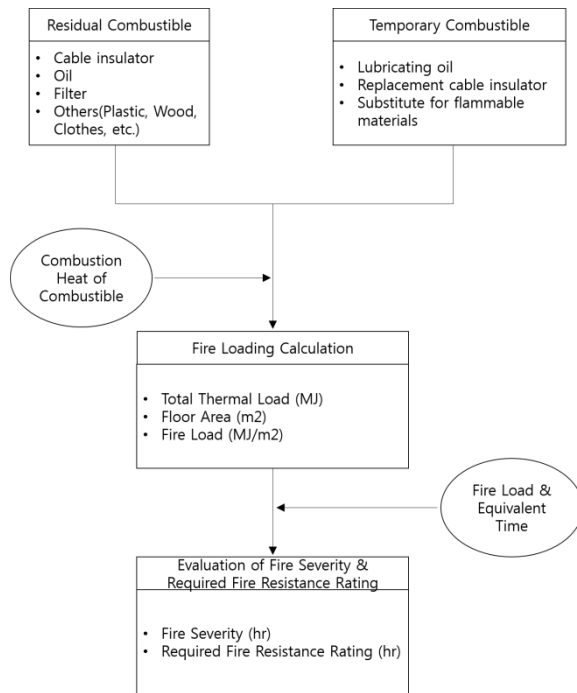 Residual Combustible
• Cable insulator
• Oil
• Filter
• Others(Plastic, Wood,
Clothes, etc.)
Temporary Combustible
• Lubricating oil
• Replacement cable insulator
• Substitute for flammable
materials
Combustion
Heat of
Combustible
Fire Loading Calculation
• Total Thermal Load (MJ)
• Floor Area (m2)
• Fire Load (MJ/m2)
Fire Load &
Equivalent
Time
Evaluation of Fire Severity &
Required Fire Resistance Rating
• Fire Severity (hr)
• Required Fire Resistance Rating (hr)